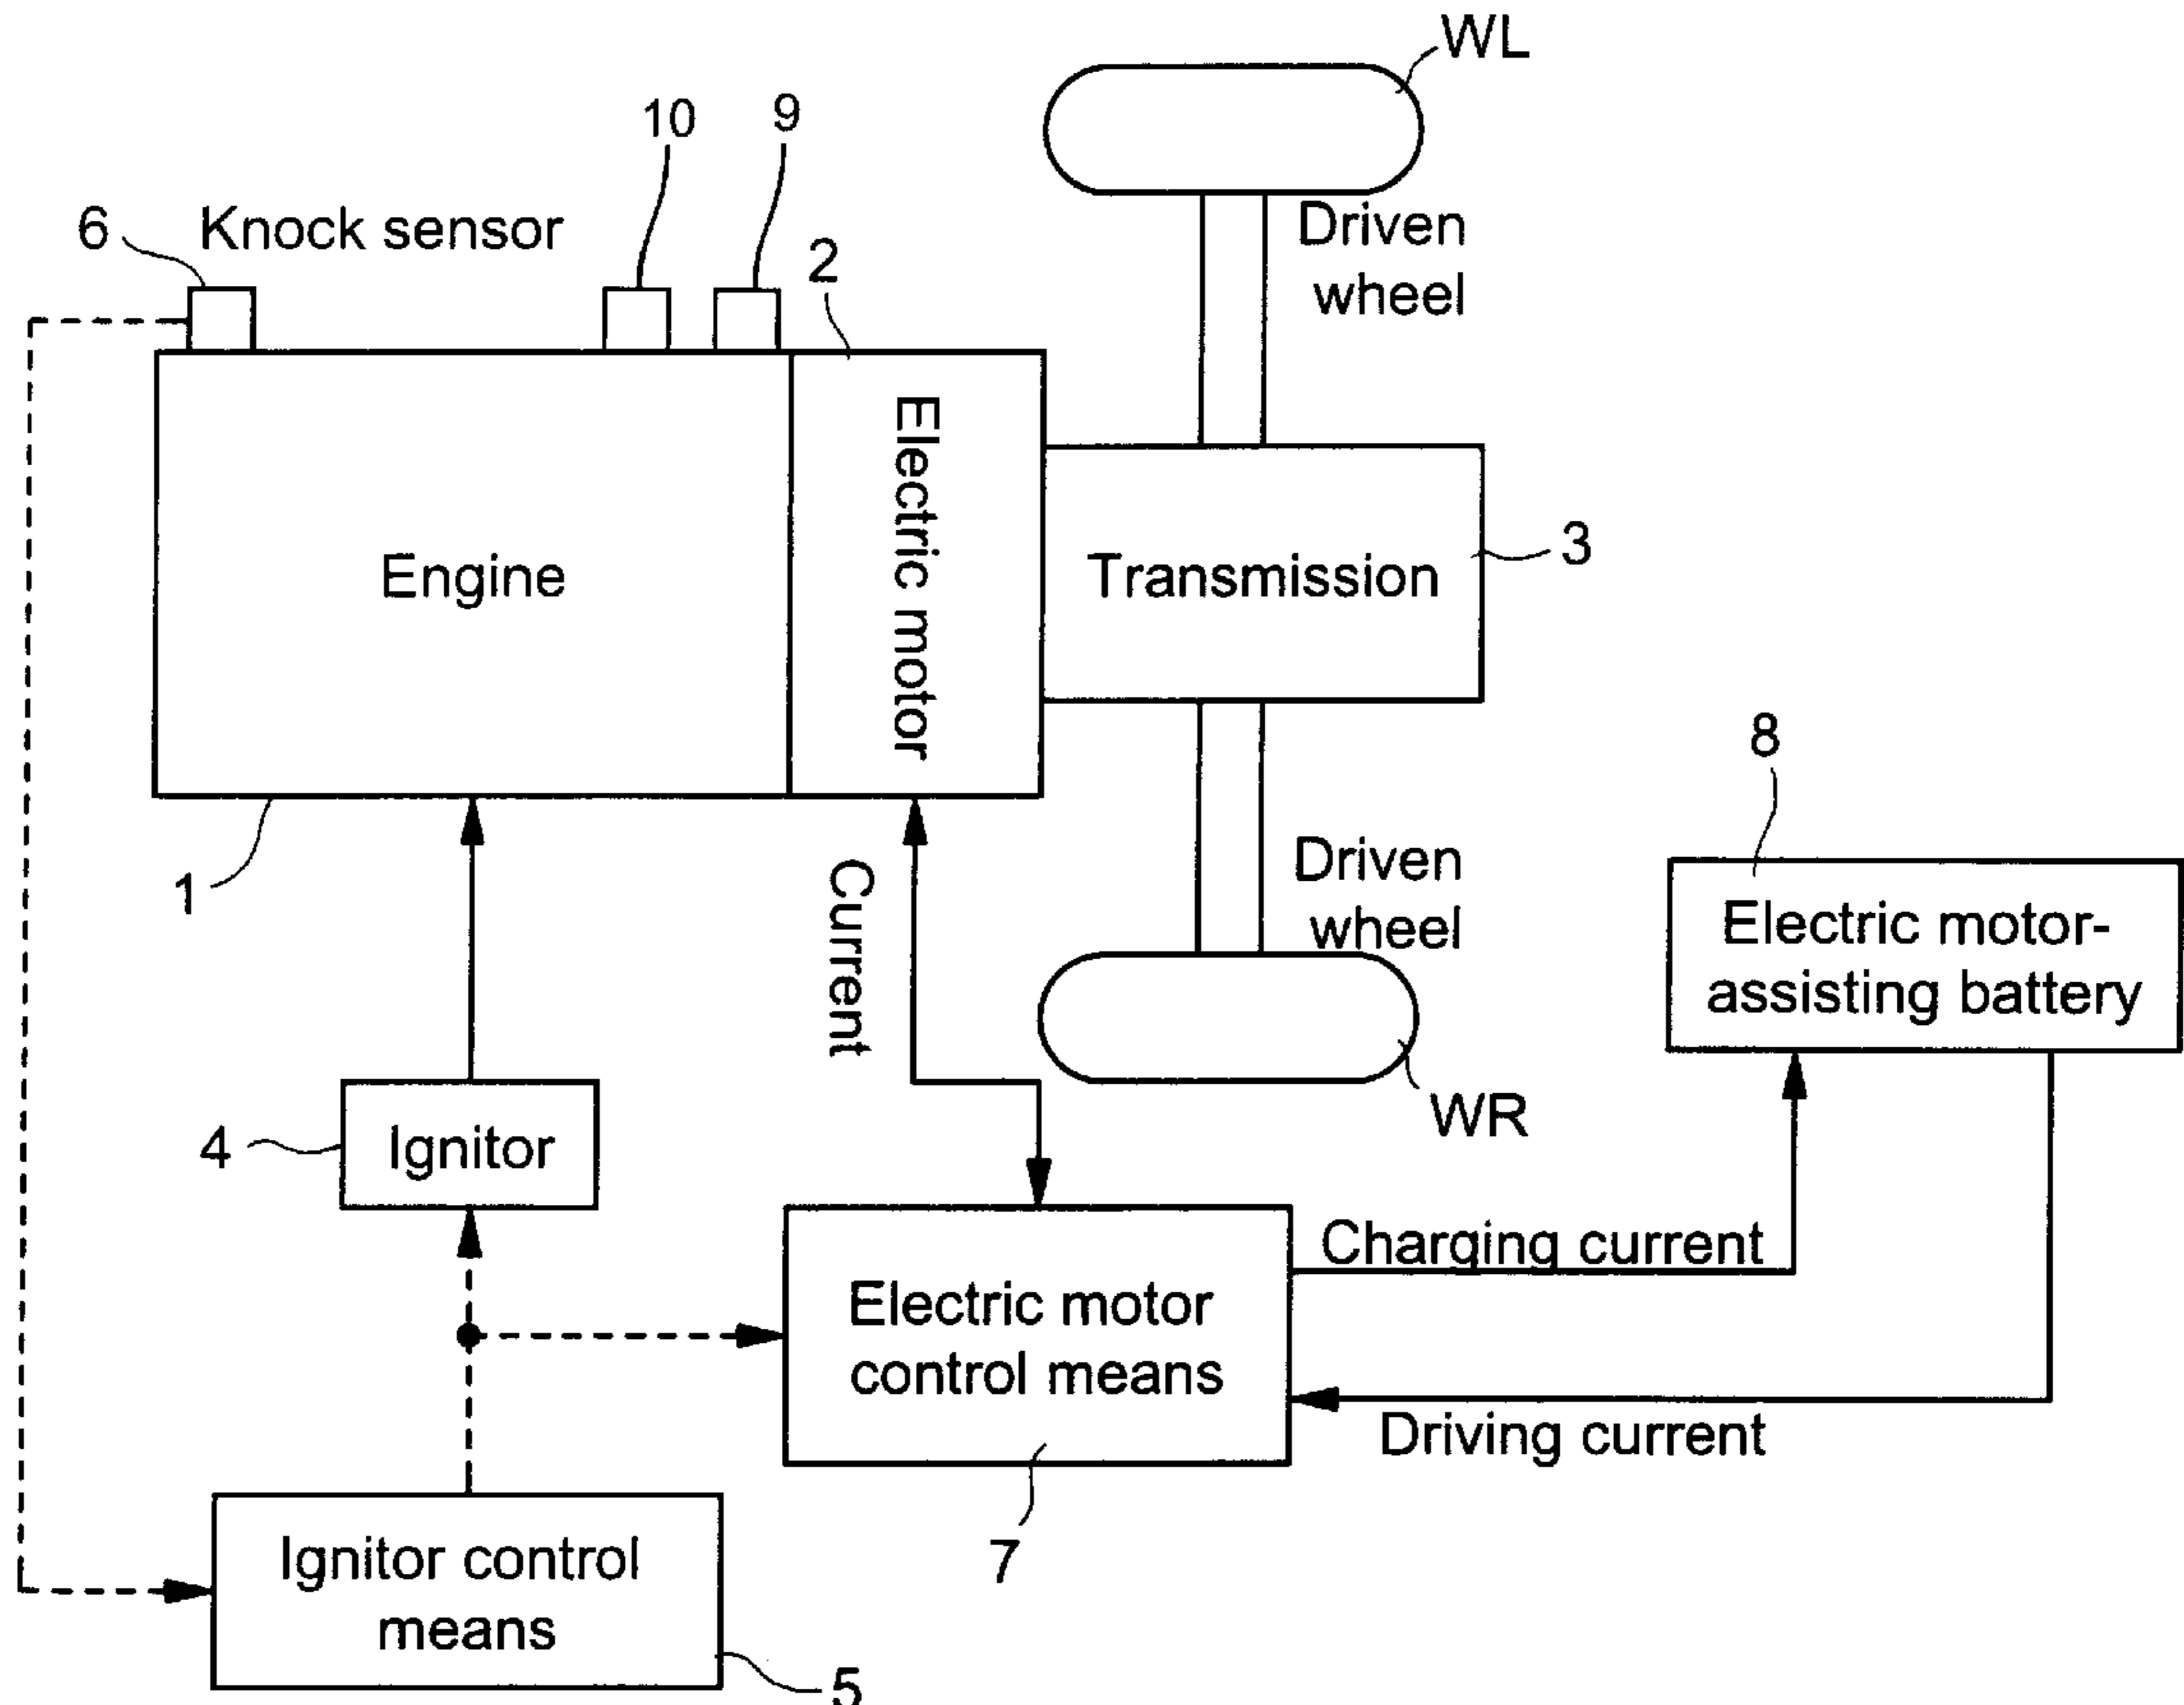 WL
10
9
6
Knock sensor
2
Driven
wheel
Engine
Electric motor
Transmission
3
8
1
Current
Driven
wheel
Electric motor-
assisting battery
WR
4
Ignitor
Charging current
Electric motor
control means
Driving current
7
Ignitor control
means
5